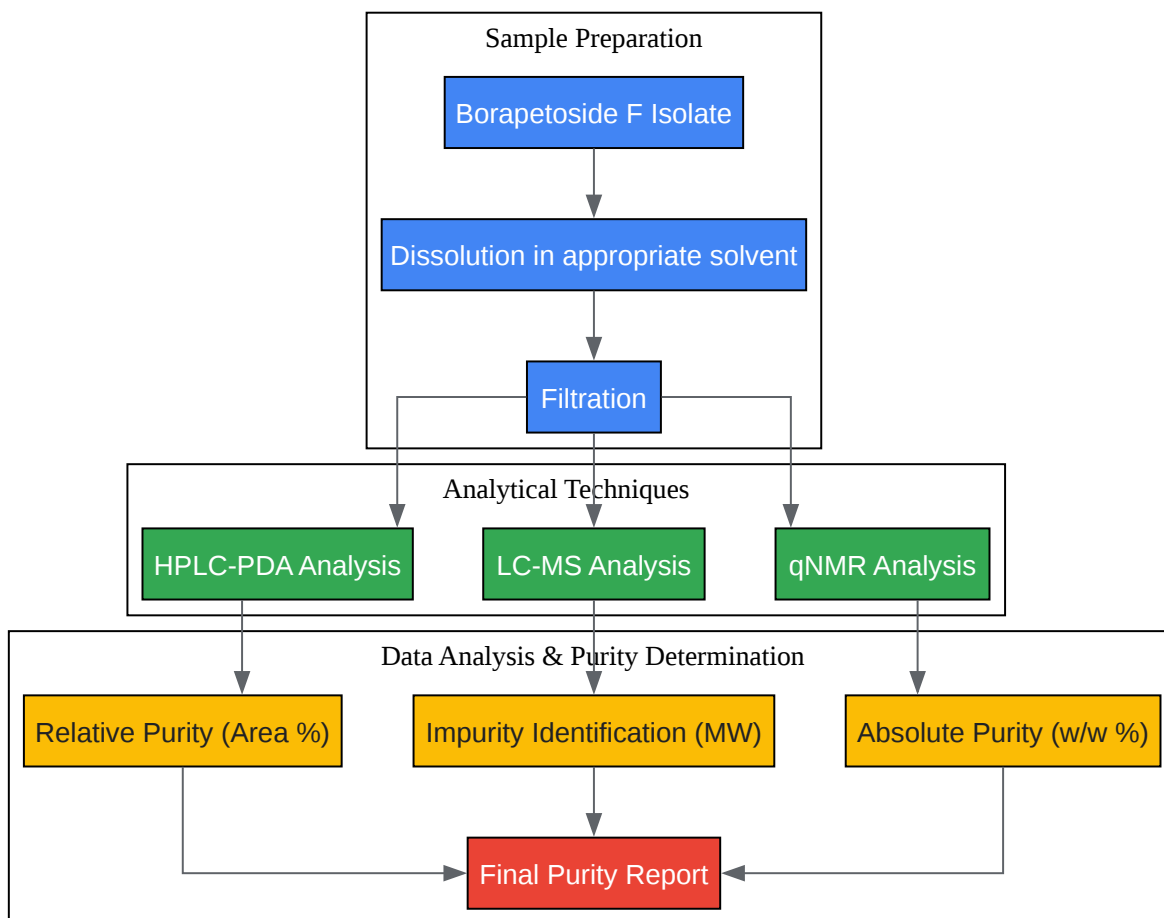 Sample Preparation
Borapetoside F Isolate
Dissolution in appropriate solvent
Filtration
Analytical Techniques
HPLC-PDA Analysis
LC-MS Analysis
qNMR Analysis
Data Analysis & Purity Determination
Relative Purity (Area %)
Impurity Identification (MW)
Absolute Purity (w/w %)
Final Purity Report